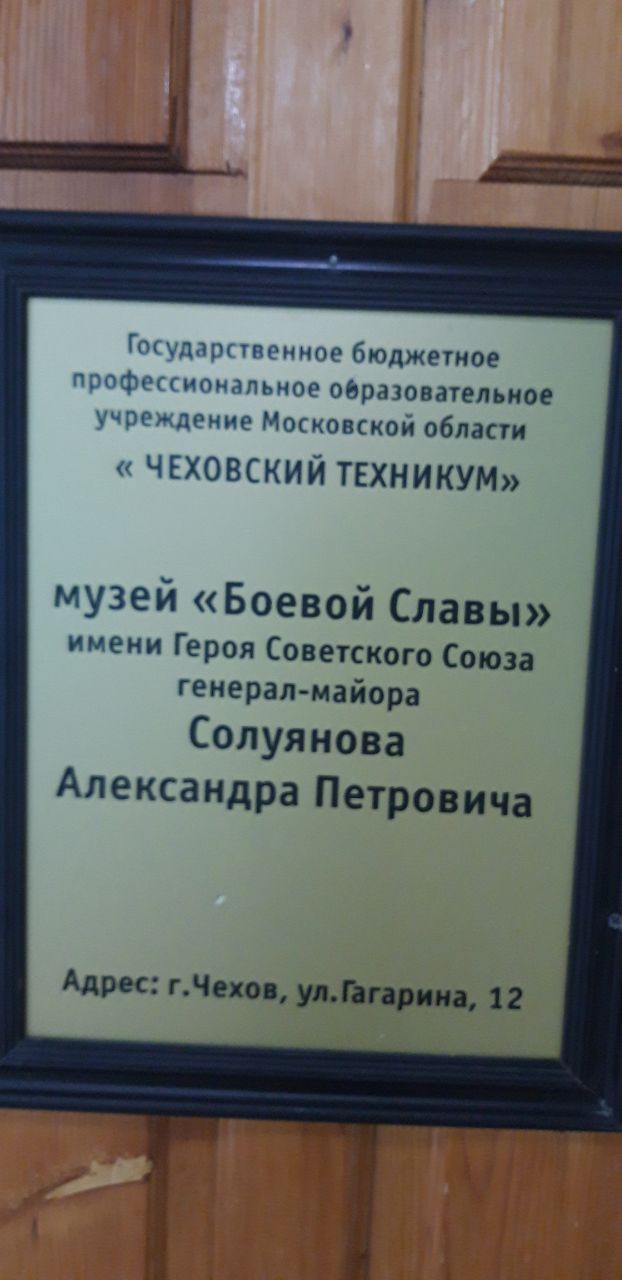 Государственное бюджетное
профессиональное образовательное
учреждение Московской области
« ЧЕХОВСКИЙ ТЕХНИКУМ»
музей «Боевой Славы»
имени Героя Советского Союза
генерал-майора
Солуянова
Александра Петровича
Адрес: г.Чехов, ул.Гагарина, 12